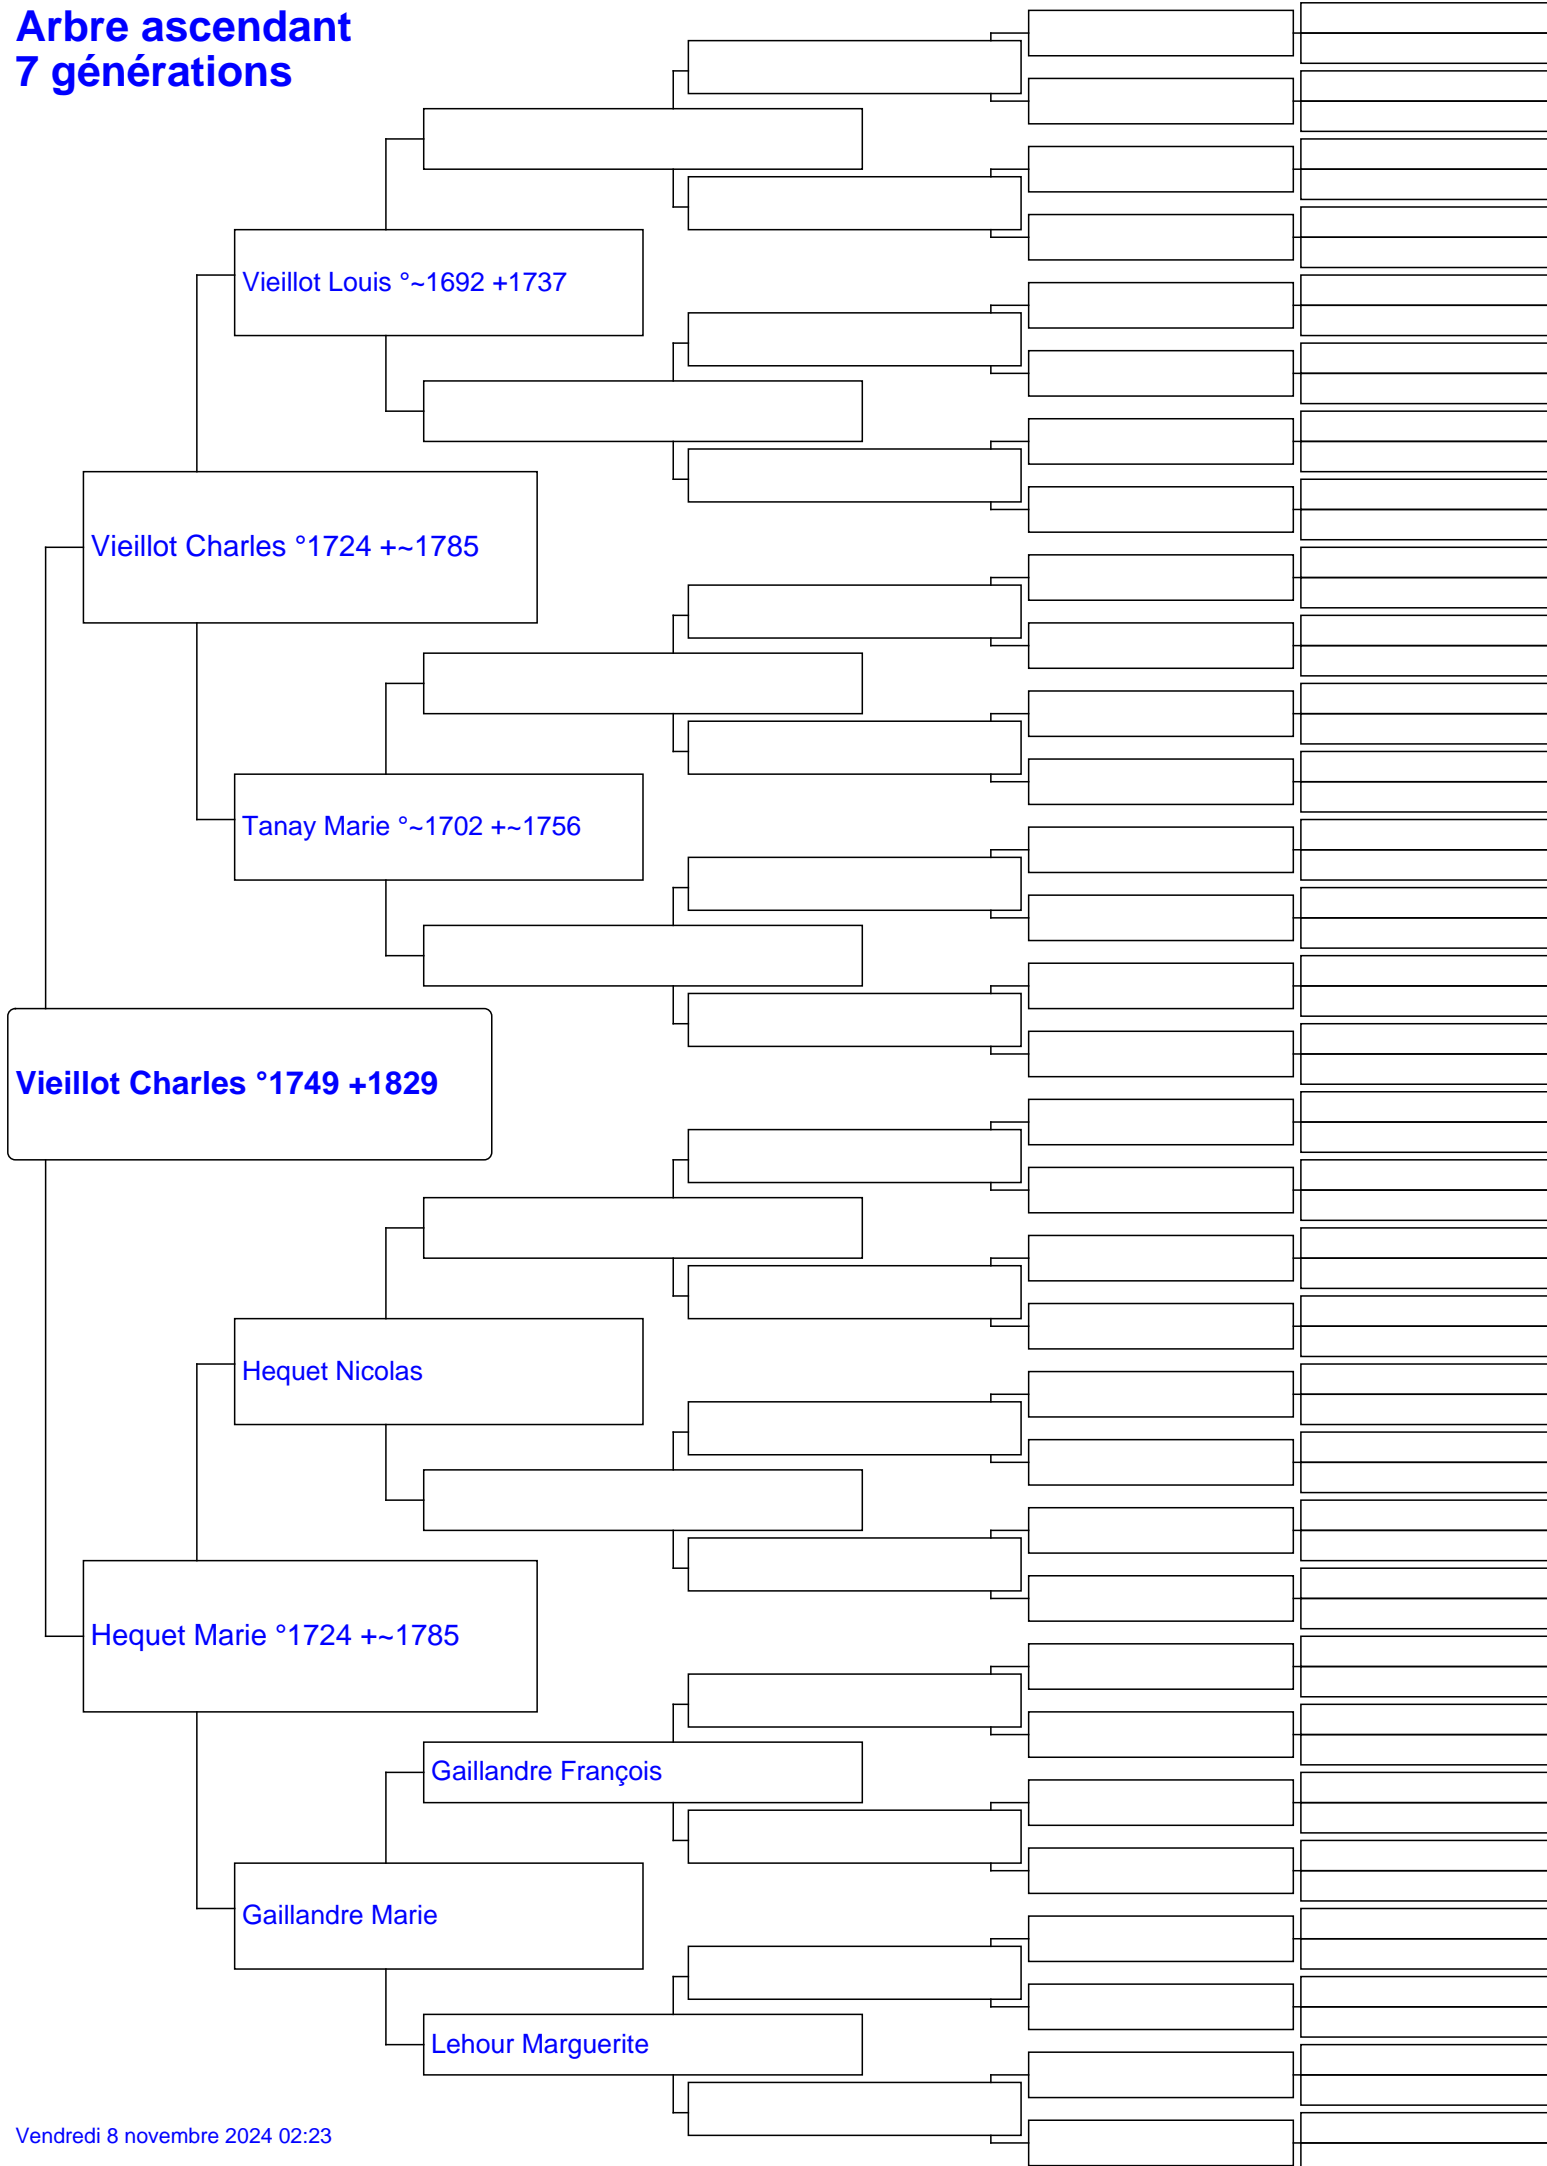 Arbre ascendant
7 générations
Vieillot Louis °~1692 +1737
Vieillot Charles °1724 +~1785
Tanay Marie °~1702 +~1756
Vieillot Charles °1749 +1829
Hequet Nicolas
Hequet Marie °1724 +~1785
Gaillandre François
Gaillandre Marie
Lehour Marguerite
Vendredi 8 novembre 2024 02:23